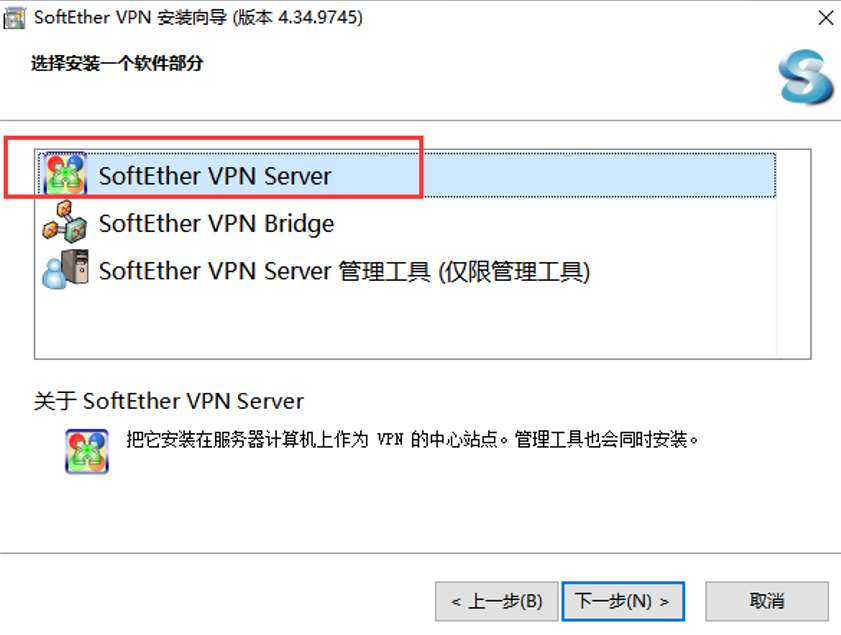 SoftEther VPN 安装向导 (版本 4.34.9745)
选择安装一个软件部分
SoftEther VPN Server
SoftEther VPN Bridge
SoftEther VPN Server 管理工具 (仅限管理工具)
关于 SoftEther VPN Server
把它安装在服务器计算机上作为 VPN 的中心站点。管理工具也会同时安装。
< 上一步(B) 下一步(N) > 取消